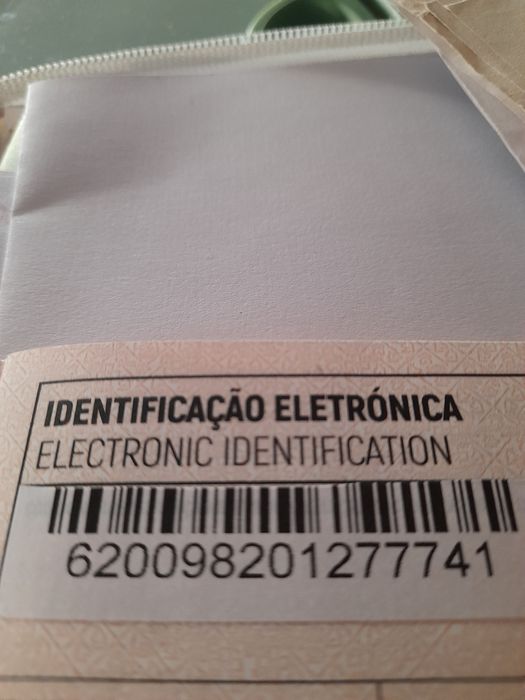 IDENTIFICAÇÃO ELETRÓNICA
ELECTRONIC IDENTIFICATION
620098201277741